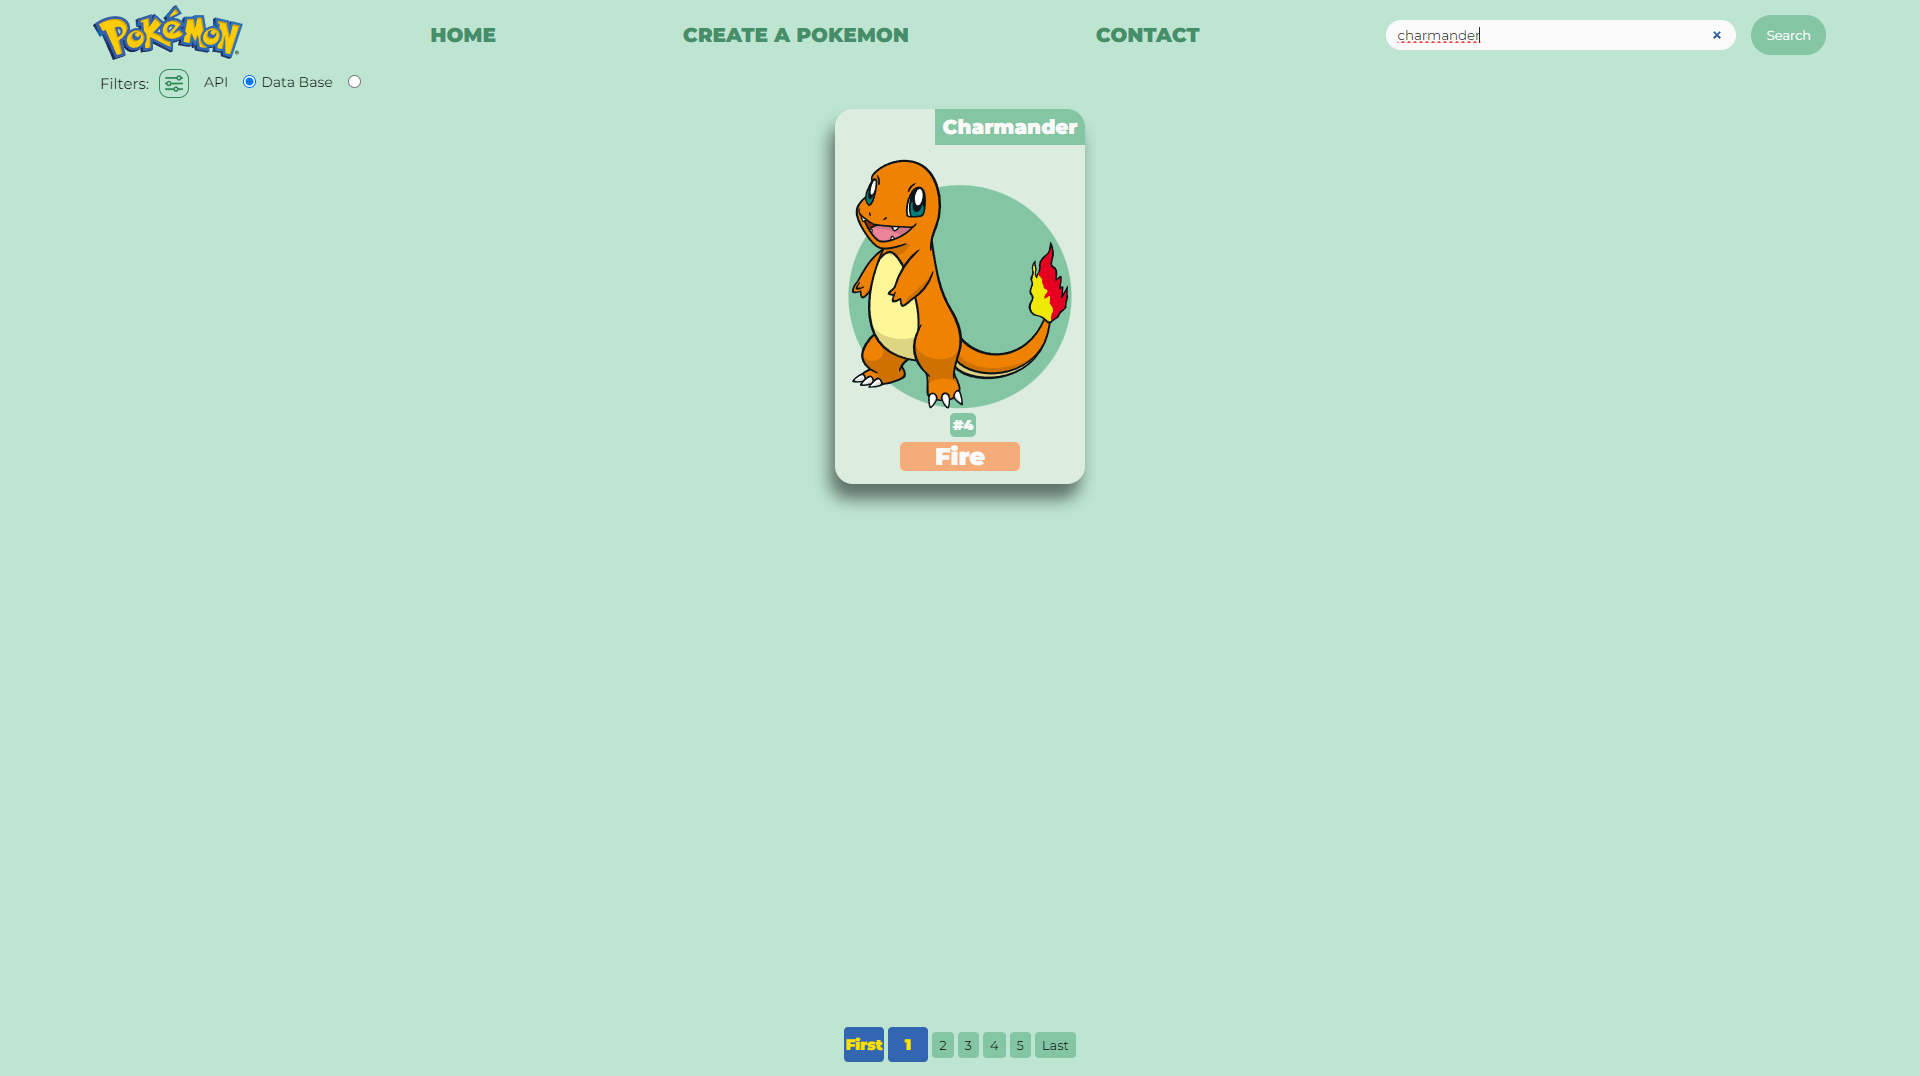 Pokémon HOME CREATE A POKEMON CONTACT charmander × Search
Filters: API Data Base
Charmander
#4
Fire
First 1 2 3 4 5 Last